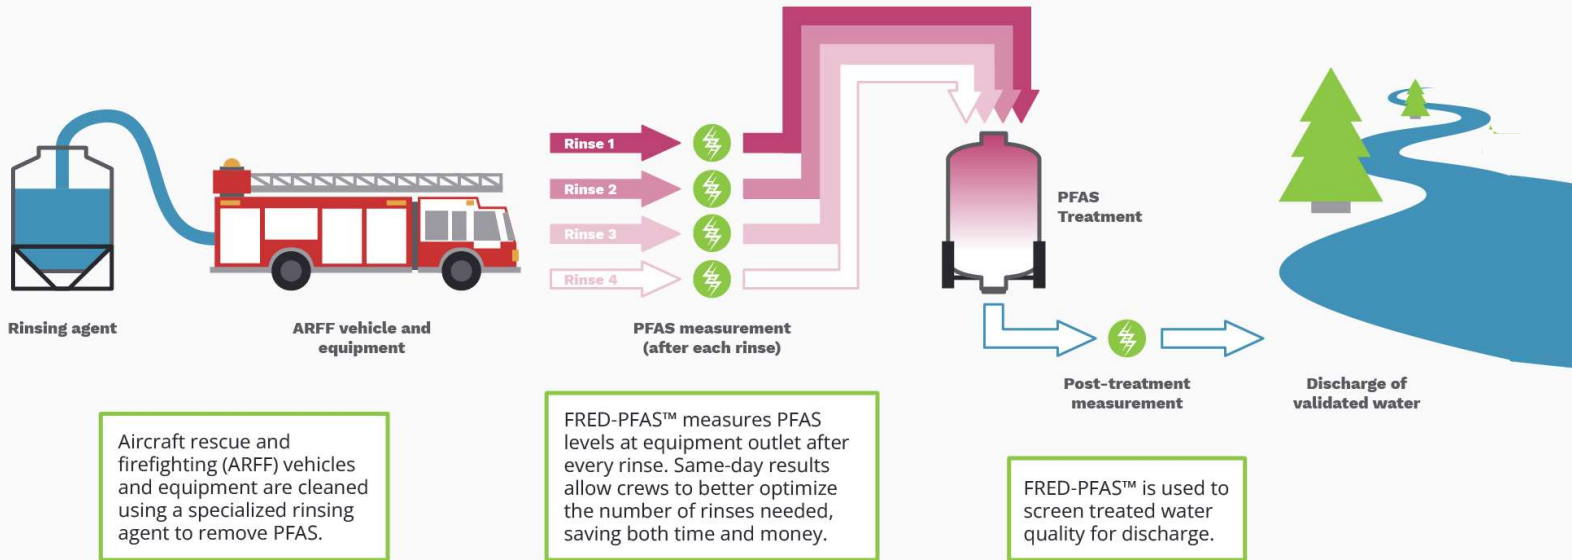 Rinse 1
Rinse 2
Rinse 3
Rinse 4
PFAS
Treatment
Rinsing agent
ARFF vehicle and
equipment
PFAS measurement
(after each rinse)
Post-treatment
measurement
Discharge of
validated water
Aircraft rescue and
firefighting (ARFF) vehicles
and equipment are cleaned
using a specialized rinsing
agent to remove PFAS.
FRED-PFAS™ measures PFAS
levels at equipment outlet after
every rinse. Same-day results
allow crews to better optimize
the number of rinses needed,
saving both time and money.
FRED-PFAS™ is used to
screen treated water
quality for discharge.